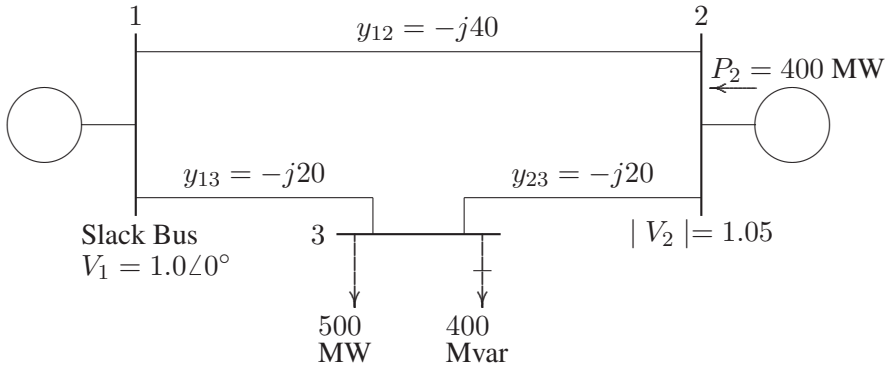 1
2
y₁₂ = −j40
P₂ = 400 MW
y₁₃ = −j20
y₂₃ = −j20
Slack Bus
V₁ = 1.0∠0°
3
| V₂ |= 1.05
500
MW
400
Mvar